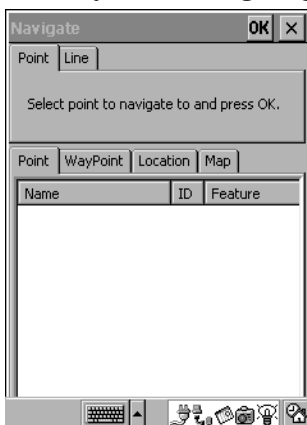 Navigate OK
Point Line
Select point to navigate to and press OK.
Point WayPoint Location Map
Name ID Feature